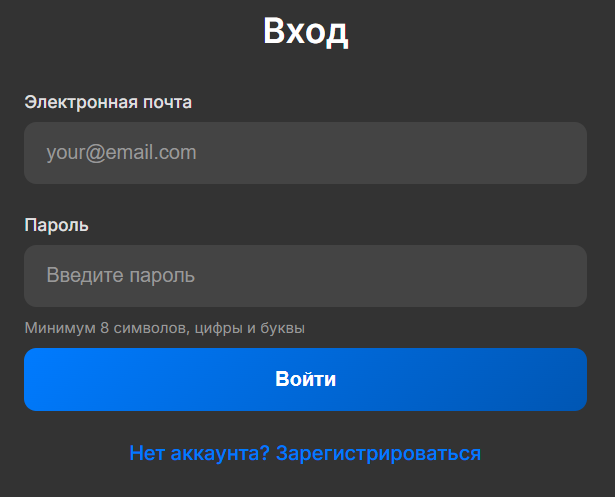 Вход
Электронная почта
your@email.com
Пароль
Введите пароль
Минимум 8 символов, цифры и буквы
Войти
Нет аккаунта? Зарегистрироваться